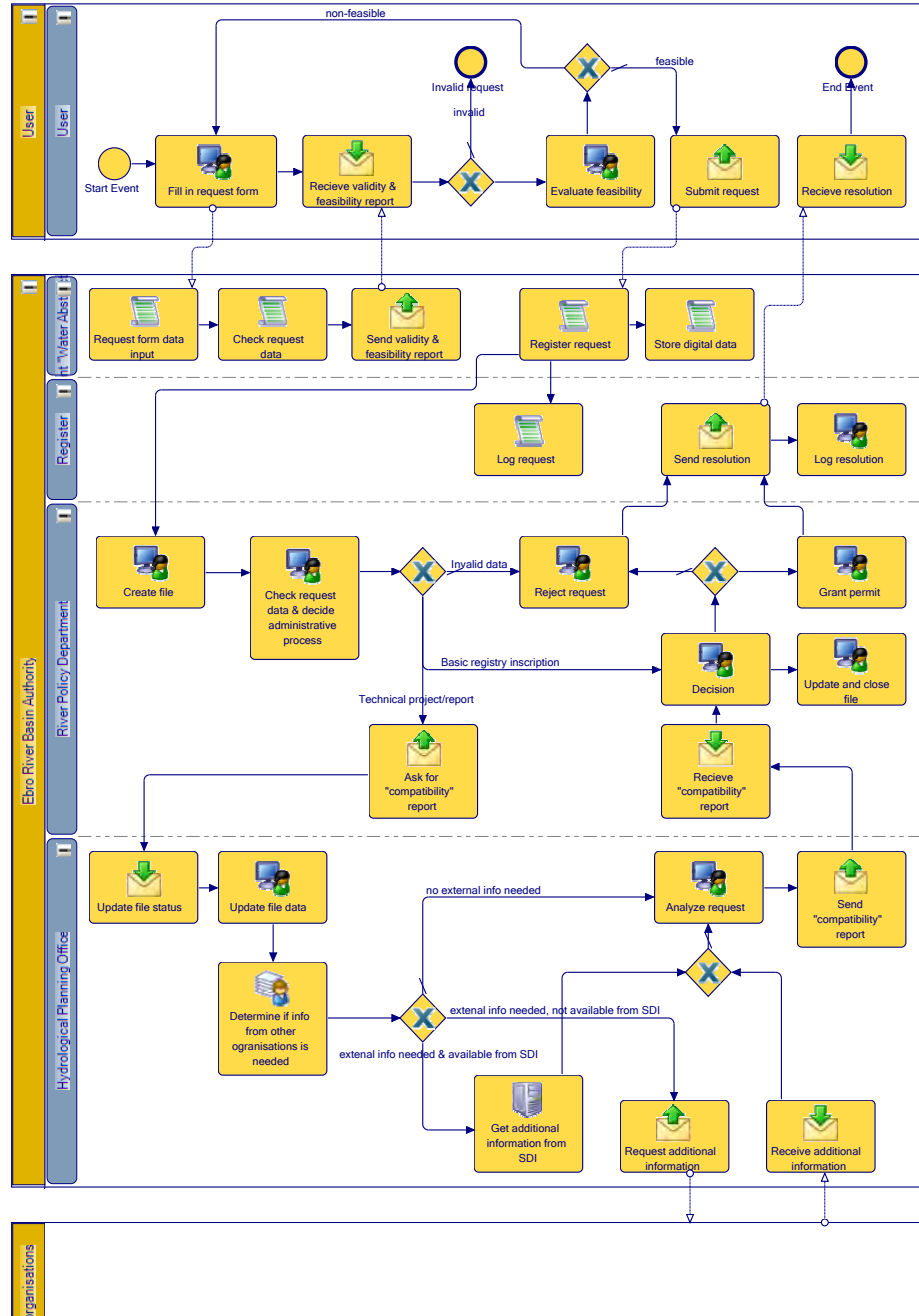 User
User
non-feasible
Invalid request
invalid
feasible
End Event
Start Event
Fill in request form
Recieve validity &
feasibility report
Evaluate feasibility
Submit request
Recieve resolution
Ebro River Basin Authority
"Water
Request form data
input
Check request
data
Send validity &
feasibility report
Register request
Store digital data
Register
Log request
Send resolution
Log resolution
River Policy Department
Create file
Check request
data & decide
administrative
process
Invalid data
Reject request
Grant permit
Basic registry inscription
Decision
Update and close
file
Technical project/report
Ask for
"compatibility"
report
Recieve
"compatibility"
report
Hydrological Planning Office
Update file status
Update file data
no external info needed
Analyze request
Send
"compatibility"
report
Determine if info
from other
ogranisations is
needed
extenal info needed, not available from SDI
extenal info needed & available from SDI
Get additional
information from
SDI
Request additional
information
Receive additional
information